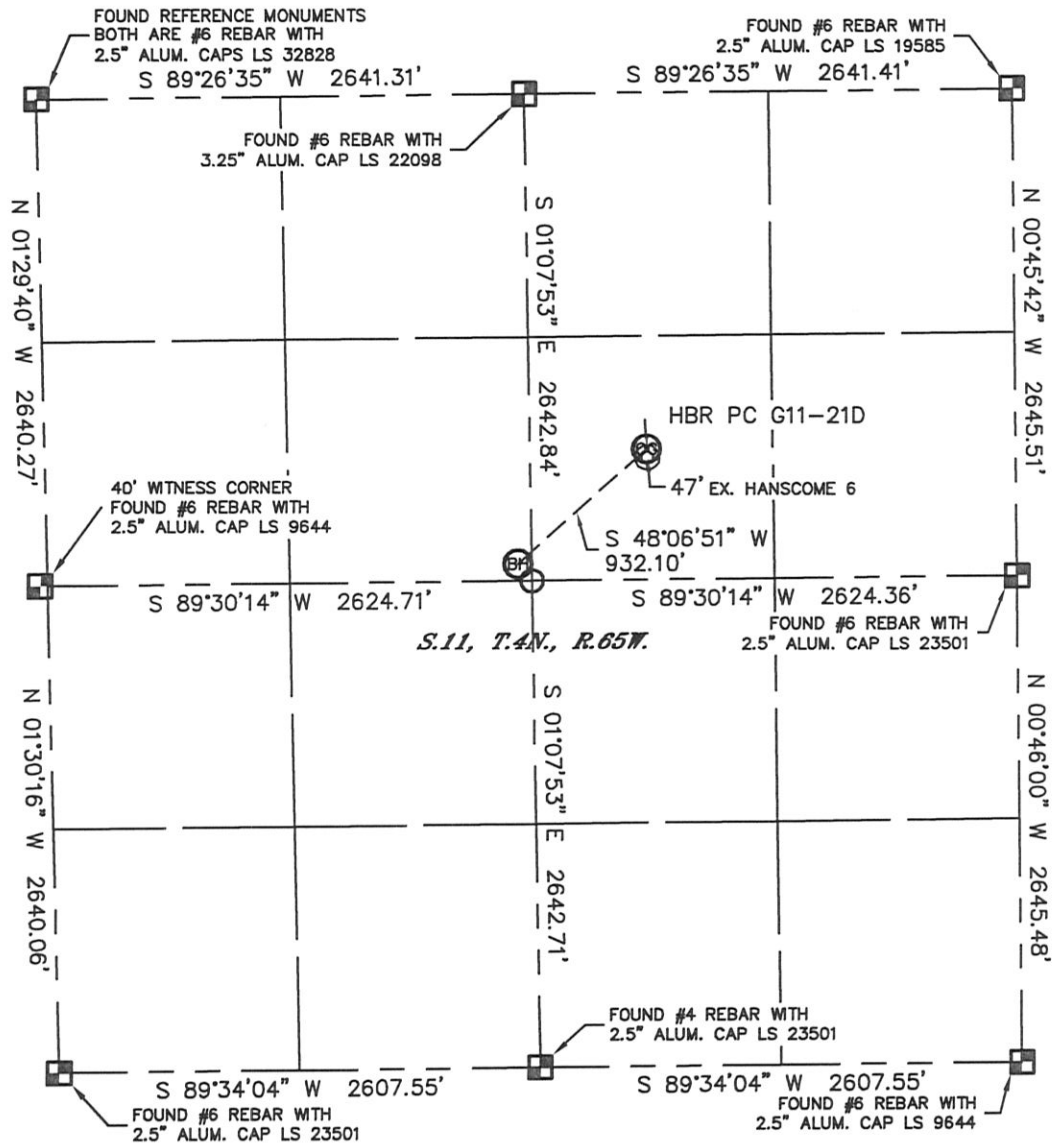 FOUND REFERENCE MONUMENTS
BOTH ARE #6 REBAR WITH
2.5" ALUM. CAPS LS 32828
S 89°26'35" W 2641.31'
FOUND #6 REBAR WITH
2.5" ALUM. CAP LS 19585
S 89°26'35" W 2641.41'
FOUND #6 REBAR WITH
3.25" ALUM. CAP LS 22098
N 01°29'40" W 2640.27'
S 01°07'53" E 2642.84'
N 00°45'42" W 2645.51'
HBR PC G11-21D
47' EX. HANSCOME 6
40' WITNESS CORNER
FOUND #6 REBAR WITH
2.5" ALUM. CAP LS 9644
S 48°06'51" W
932.10'
BH
S 89°30'14" W 2624.71'
S 89°30'14" W 2624.36'
FOUND #6 REBAR WITH
2.5" ALUM. CAP LS 23501
S.11, T.4N., R.65W.
N 01°30'16" W 2640.06'
S 01°07'53" E 2642.71'
N 00°46'00" W 2645.48'
FOUND #4 REBAR WITH
2.5" ALUM. CAP LS 23501
S 89°34'04" W 2607.55'
S 89°34'04" W 2607.55'
FOUND #6 REBAR WITH
2.5" ALUM. CAP LS 23501
FOUND #6 REBAR WITH
2.5" ALUM. CAP LS 9644